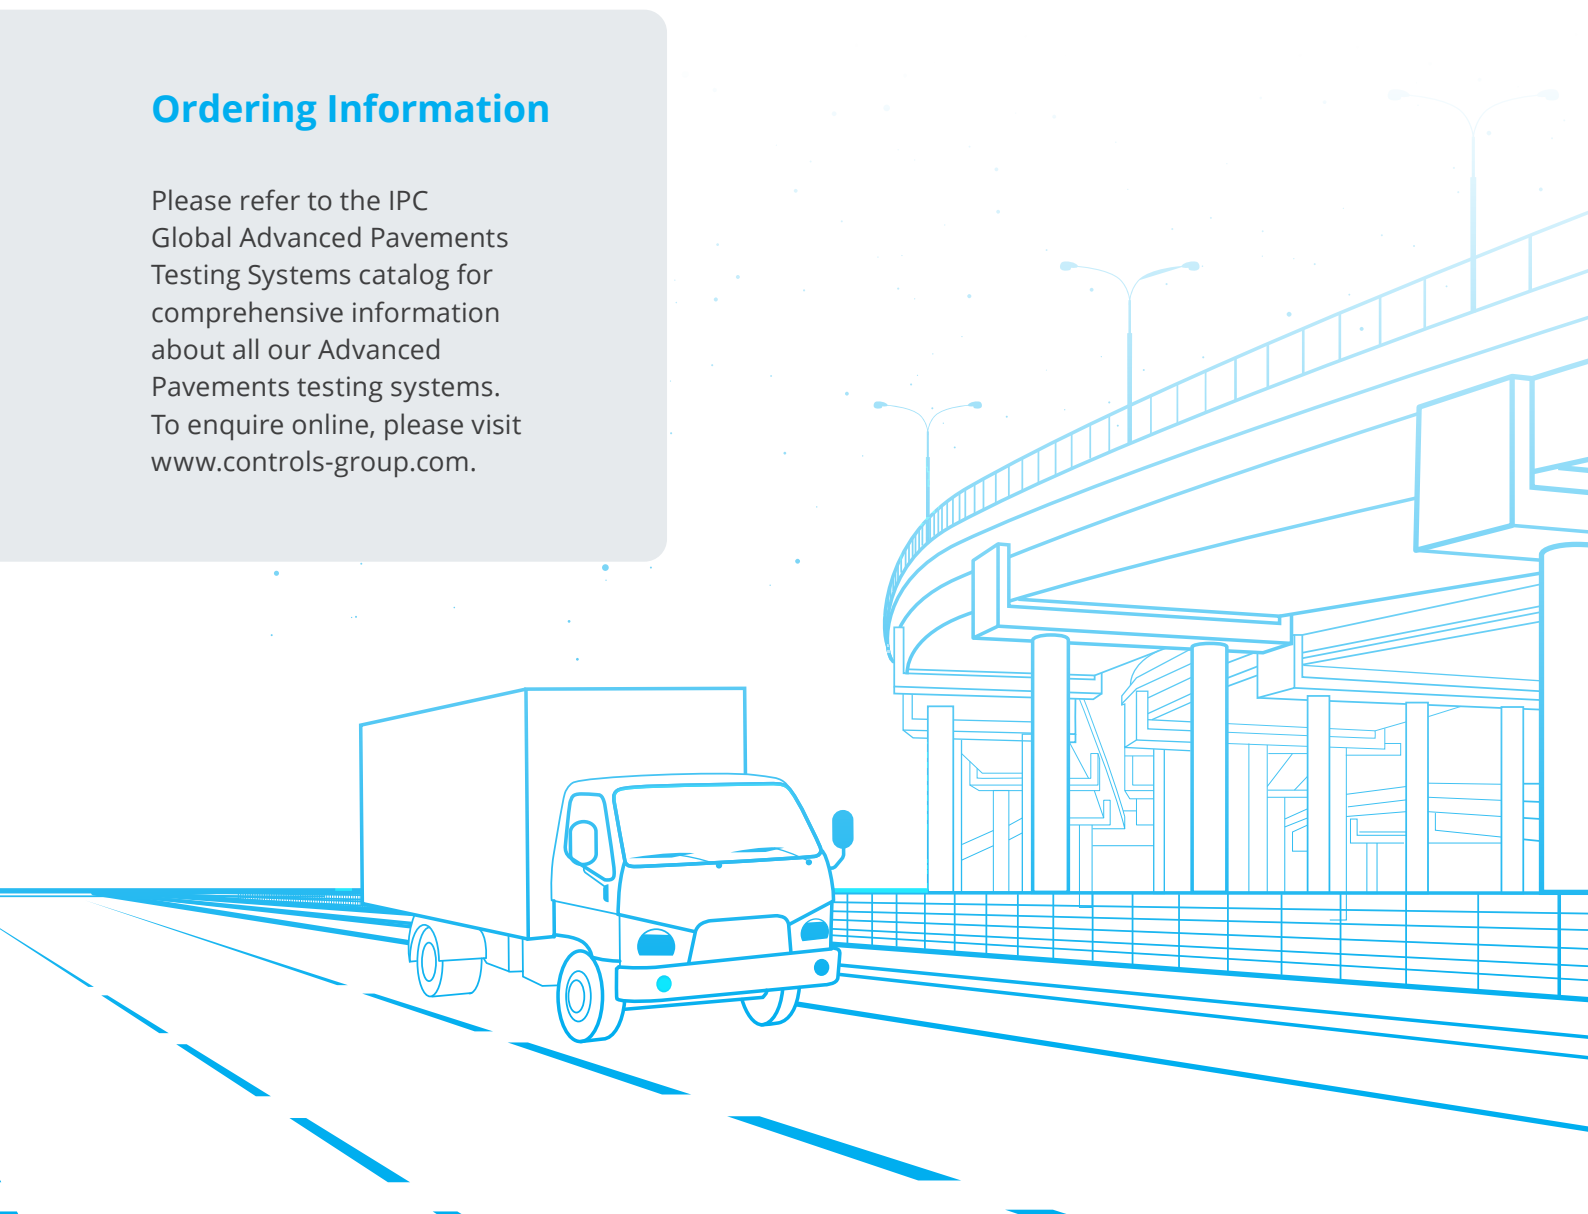 Ordering Information
Please refer to the IPC
Global Advanced Pavements
Testing Systems catalog for
comprehensive information
about all our Advanced
Pavements testing systems.
To enquire online, please visit
www.controls-group.com.